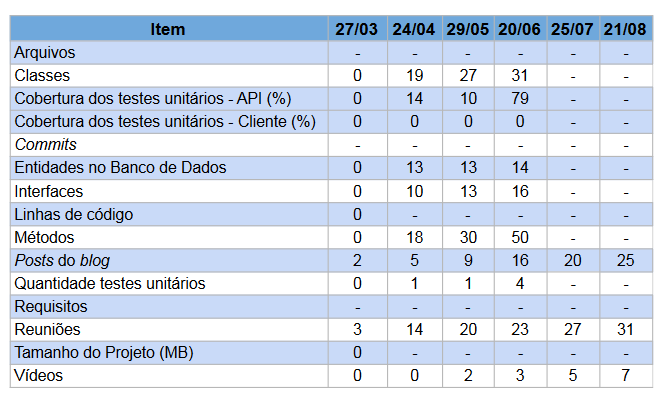 Item 27/03 24/04 29/05 20/06 25/07 21/08
Arquivos - - - - - -
Classes 0 19 27 31 - -
Cobertura dos testes unitários - API (%) 0 14 10 79 - -
Cobertura dos testes unitários - Cliente (%) 0 0 0 0 - -
Commits - - - - - -
Entidades no Banco de Dados 0 13 13 14 - -
Interfaces 0 10 13 16 - -
Linhas de código 0 - - - - -
Métodos 0 18 30 50 - -
Posts do blog 2 5 9 16 20 25
Quantidade testes unitários 0 1 1 4 - -
Requisitos - - - - - -
Reuniões 3 14 20 23 27 31
Tamanho do Projeto (MB) 0 - - - - -
Vídeos 0 0 2 3 5 7